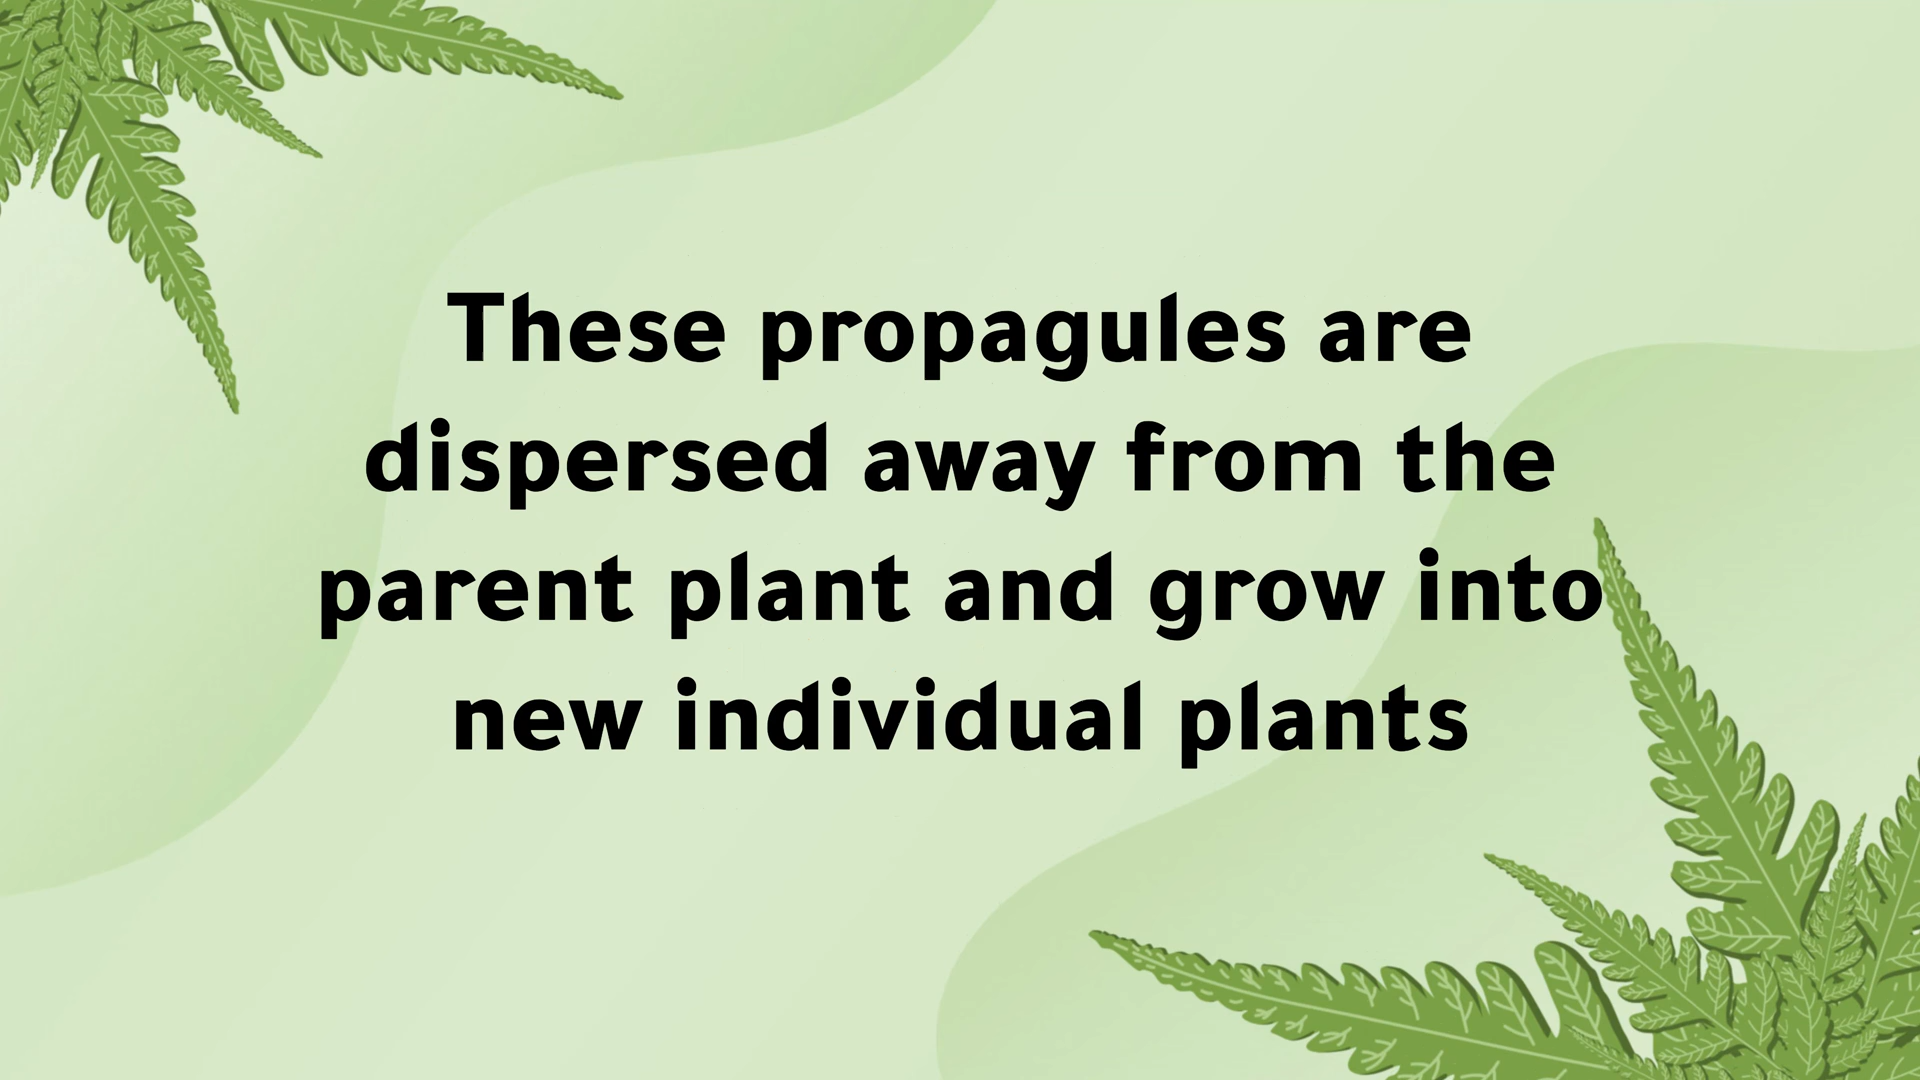 These propagules are
dispersed away from the
parent plant and grow into
new individual plants